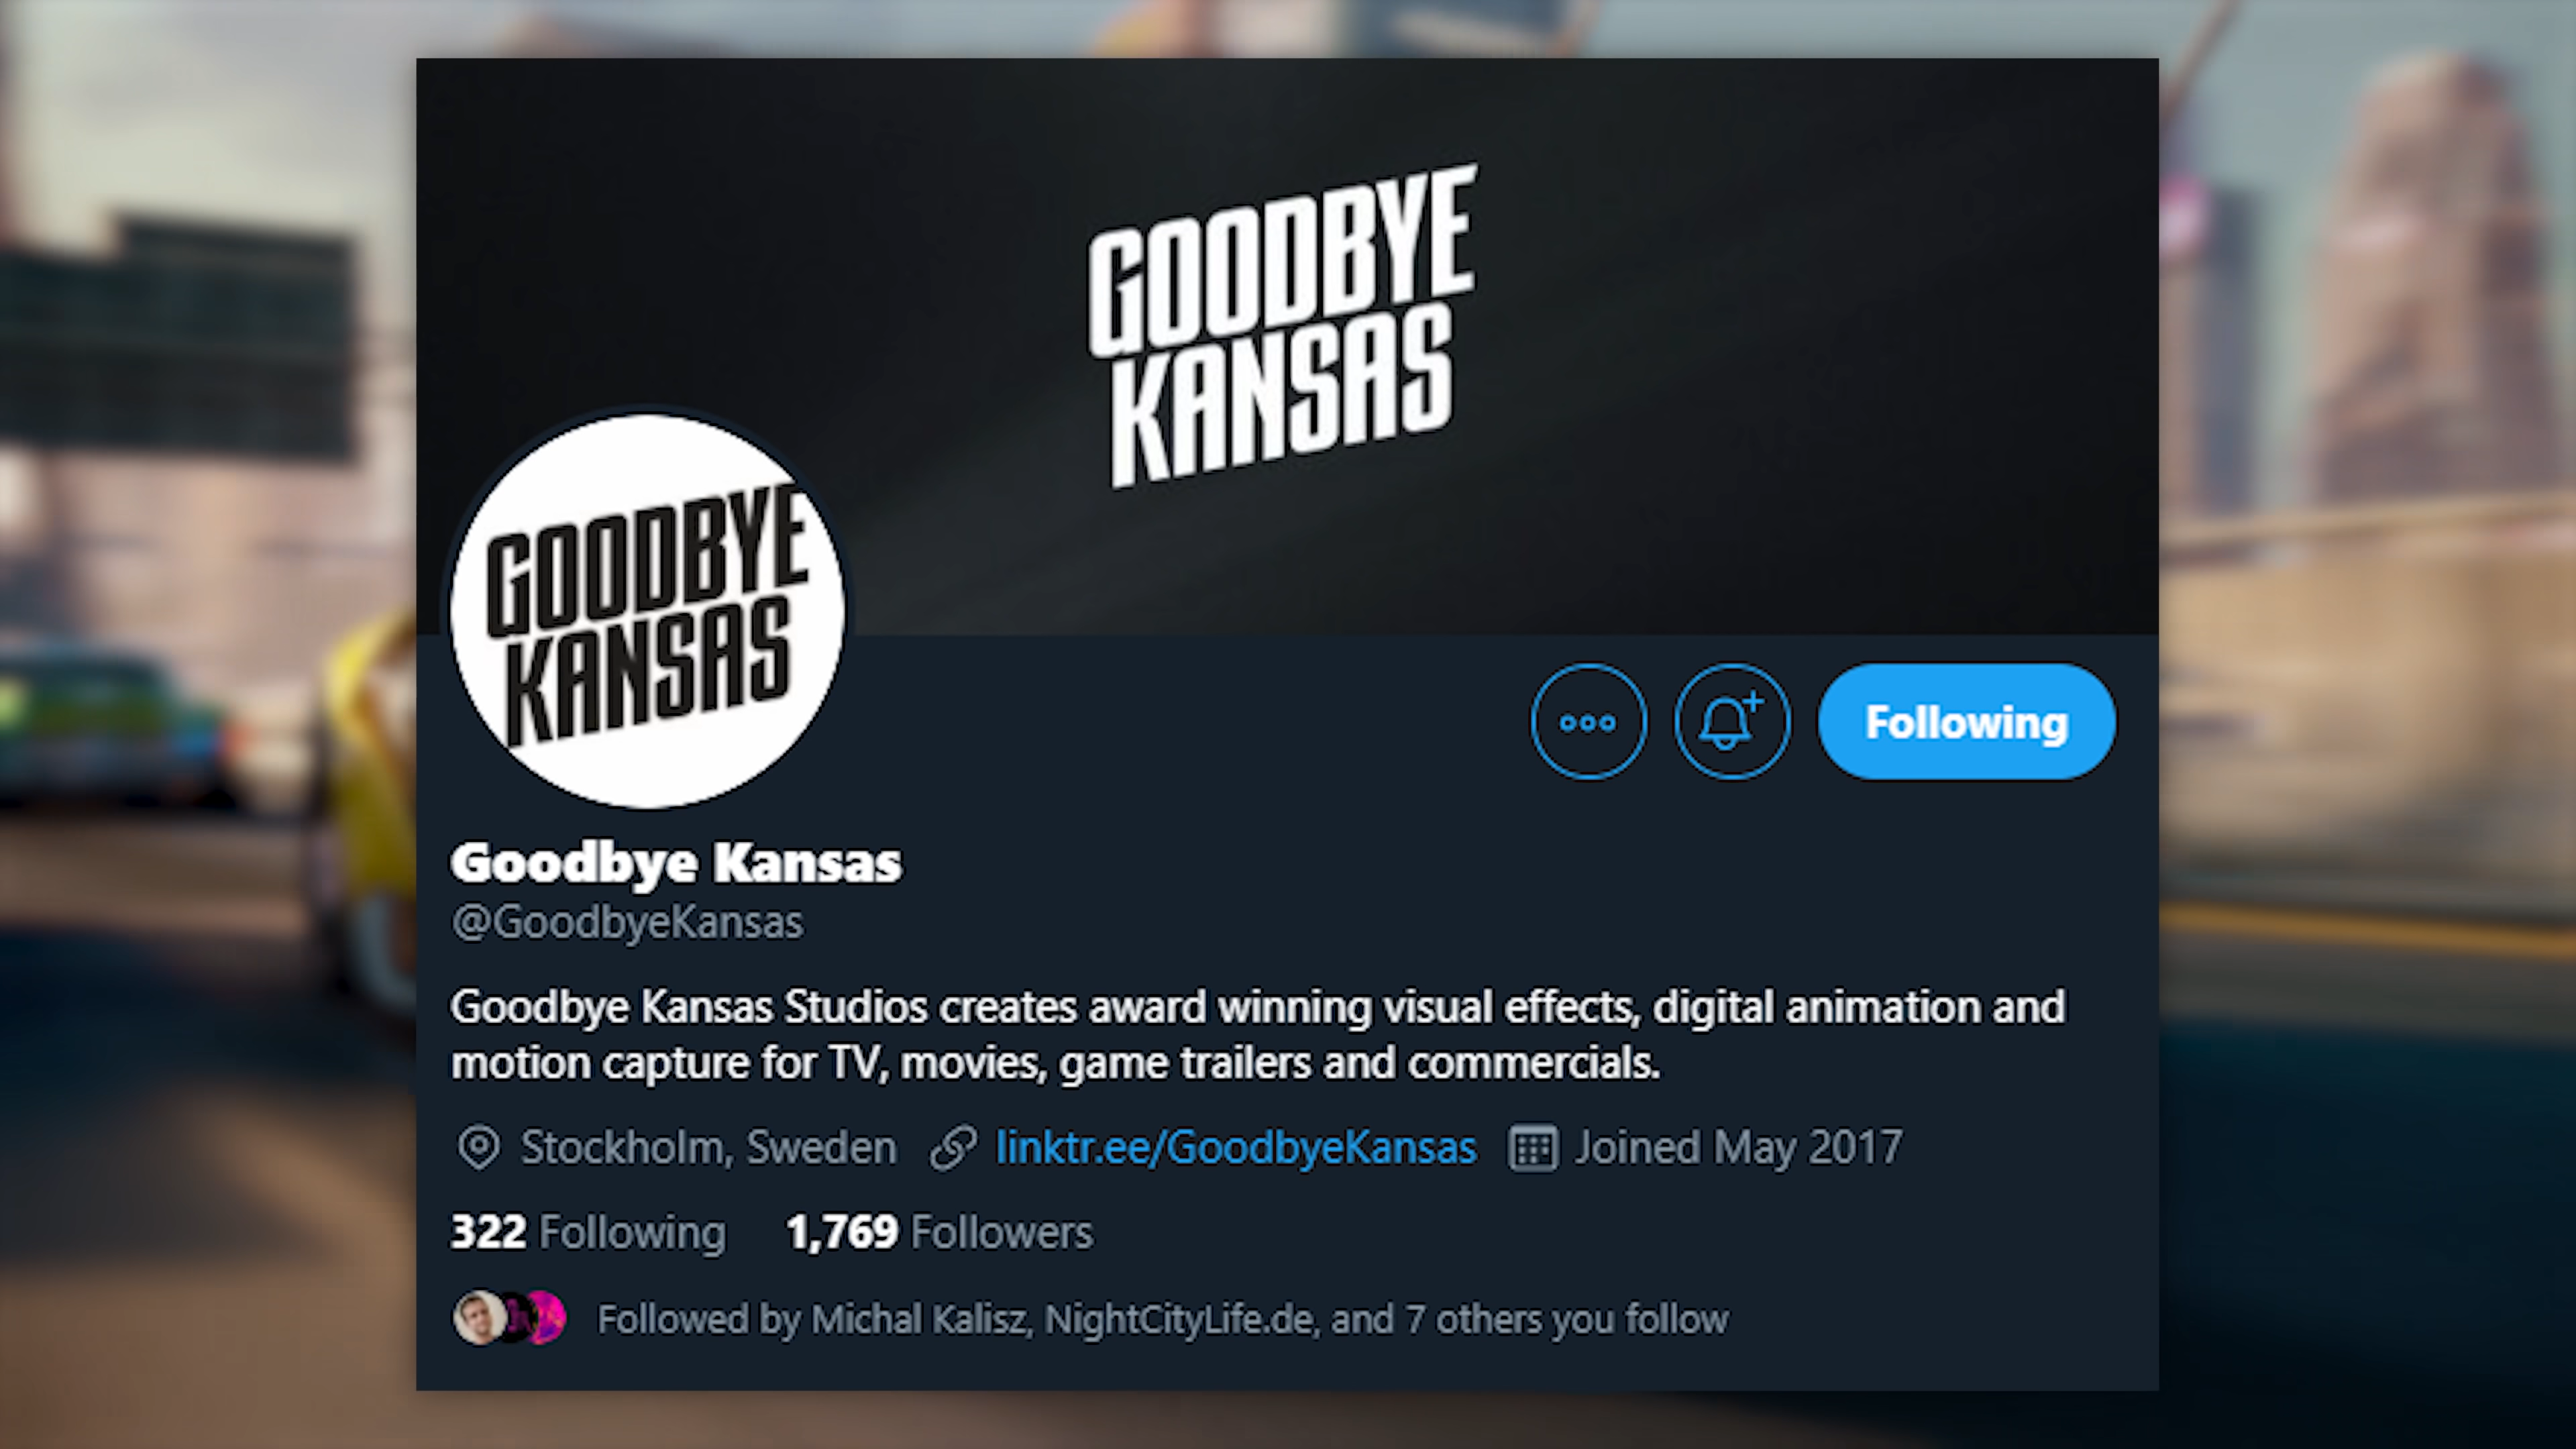 GOODBYE
KANSAS
GOODBYE
KANSAS
Following
Goodbye Kansas
@GoodbyeKansas
Goodbye Kansas Studios creates award winning visual effects, digital animation and
motion capture for TV, movies, game trailers and commercials.
Stockholm, Sweden linktr.ee/GoodbyeKansas Joined May 2017
322 Following 1,769 Followers
Followed by Michal Kalisz, NightCityLife.de, and 7 others you follow